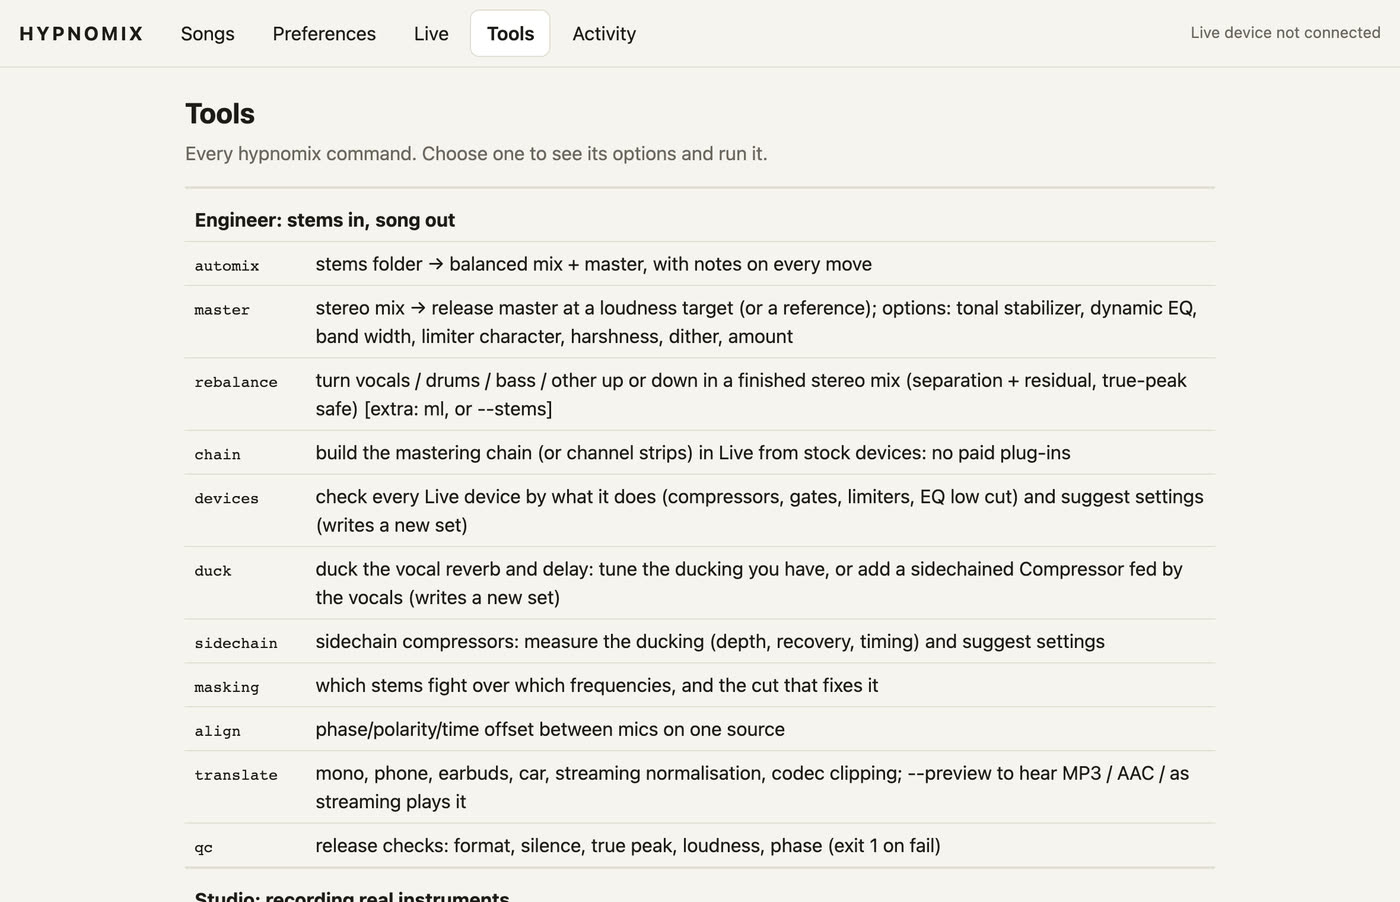 HYPNOMIX Songs Preferences Live Tools Activity Live device not connected
Tools
Every hypnomix command. Choose one to see its options and run it.
Engineer: stems in, song out
automix stems folder → balanced mix + master, with notes on every move
master stereo mix → release master at a loudness target (or a reference); options: tonal stabilizer, dynamic EQ,
band width, limiter character, harshness, dither, amount
rebalance turn vocals / drums / bass / other up or down in a finished stereo mix (separation + residual, true-peak
safe) [extra: ml, or --stems]
chain build the mastering chain (or channel strips) in Live from stock devices: no paid plug-ins
devices check every Live device by what it does (compressors, gates, limiters, EQ low cut) and suggest settings
(writes a new set)
duck duck the vocal reverb and delay: tune the ducking you have, or add a sidechained Compressor fed by
the vocals (writes a new set)
sidechain sidechain compressors: measure the ducking (depth, recovery, timing) and suggest settings
masking which stems fight over which frequencies, and the cut that fixes it
align phase/polarity/time offset between mics on one source
translate mono, phone, earbuds, car, streaming normalisation, codec clipping; --preview to hear MP3 / AAC / as
streaming plays it
qc release checks: format, silence, true peak, loudness, phase (exit 1 on fail)
Studio: recording real instruments